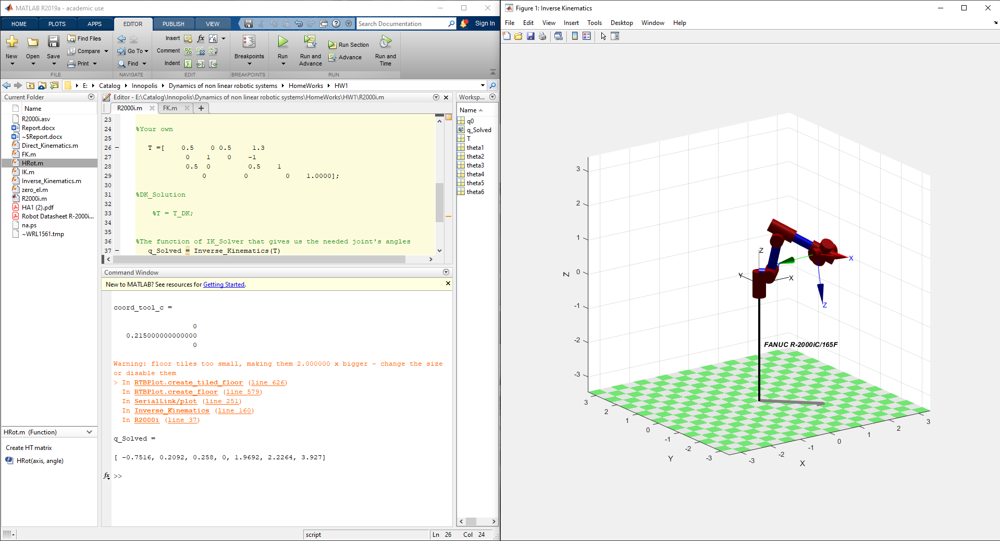 MATLAB R2019a - academic use
HOME PLOTS APPS EDITOR PUBLISH VIEW Search Documentation Sign In
New Open Save Find Files Compare Print
FILE
Go To Find
NAVIGATE
Insert fx Comment Indent
EDIT
Breakpoints
BREAKPOINTS
Run Run and Advance Run Section Advance Run and Time
RUN
E: Catalog Innopolis Dynamics of non linear robotic systems HomeWorks HW1
Current Folder
Name
R2000i.asv
Report.docx
~$Report.docx
Direct_Kinematics.m
FK.m
HRot.m
IK.m
Inverse_Kinematics.m
zero_el.m
R2000i.m
HA1 (2).pdf
Robot Datasheet R-2000i...
na.ps
~WRL1561.tmp
HRot.m (Function)
Create HT matrix
HRot(axis, angle)
Editor - E:\Catalog\Innopolis\Dynamics of non linear robotic systems\HomeWorks\HW1\R2000i.m
R2000i.m FK.m
23
24 %Your own
25
26 – T =[ 0.5 0 0.5 1.3
27 0 1 0 -1
28 0.5 0 0.5 1
29 0 0 0 1.0000];
30
31 %DK_Solution
32
33 %T = T_DK;
34
35
36 %The function of IK_Solver that gives us the needed joint's angles
37 – q_Solved = Inverse_Kinematics(T)
Command Window
New to MATLAB? See resources for Getting Started.
coord_tool_c =
0
0.215000000000000
0
Warning: floor tiles too small, making them 2.000000 x bigger - change the size
or disable them
> In RTBPlot.create_tiled_floor (line 626)
In RTBPlot.create_floor (line 579)
In SerialLink/plot (line 251)
In Inverse_Kinematics (line 160)
In R2000i (line 37)
q_Solved =
[ -0.7516, 0.2092, 0.258, 0, 1.9692, 2.2264, 3.927]
fx >>
Worksp...
Name
q0
q_Solved
T
theta1
theta2
theta3
theta4
theta5
theta6
script Ln 26 Col 24
Figure 1: Inverse Kinematics
File Edit View Insert Tools Desktop Window Help
3
2
1
0
-1
-2
-3
Z
Z
Y
X
X
Z
FANUC R-2000iC/165F
3 2 1 0 -1 -2 -3
Y
-3 -2 -1 0 1 2 3
X